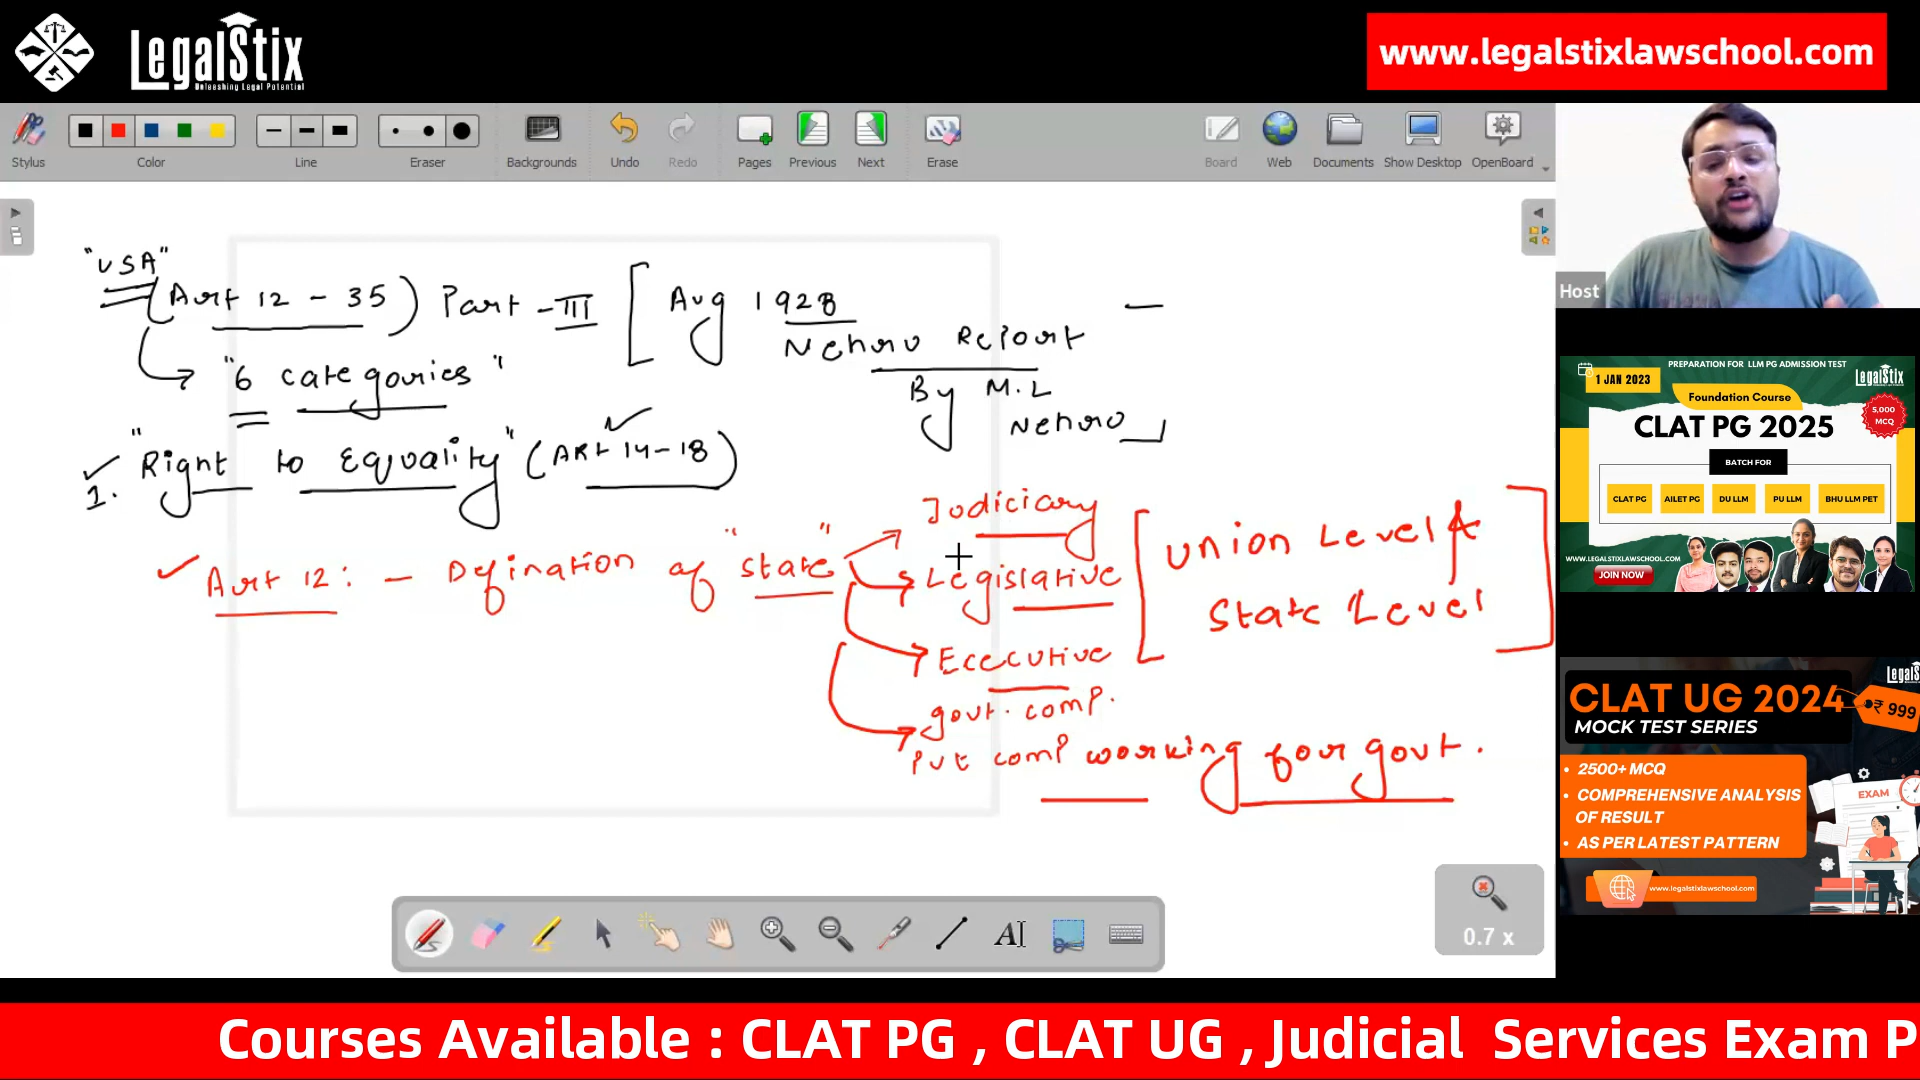 LegalStix
Unleashing Legal Potential
www.legalstixlawschool.com
Stylus
Color
Line
Eraser
Backgrounds
Undo
Redo
Pages
Previous
Next
Erase
Board
Web
Documents
Show Desktop
OpenBoard
"USA"
(Art 12 - 35) Part - III [ Aug 1928
Nehru Report
By M.L
Nehru ]
"6 categories"
1. "Right to Equality" (ART 14-18)
Art 12: - Defination of "state"
Judiciary
Legislative
Ececutive
govt. comp.
Pvt comp working for govt.
[ Union Level &
State Level ]
Host
PREPARATION FOR LLM PG ADMISSION TEST
LegalStix
1 JAN 2023
Foundation Course
5,000
MCQ
CLAT PG 2025
BATCH FOR
CLAT PG
AILET PG
DU LLM
PU LLM
BHU LLM PET
WWW.LEGALSTIXLAWSCHOOL.COM
JOIN NOW
LegalS
CLAT UG 2024
₹ 999
MOCK TEST SERIES
• 2500+ MCQ
• COMPREHENSIVE ANALYSIS
OF RESULT
• AS PER LATEST PATTERN
EXAM
www.legalstixlawschool.com
0.7 x
Courses Available : CLAT PG , CLAT UG , Judicial Services Exam P